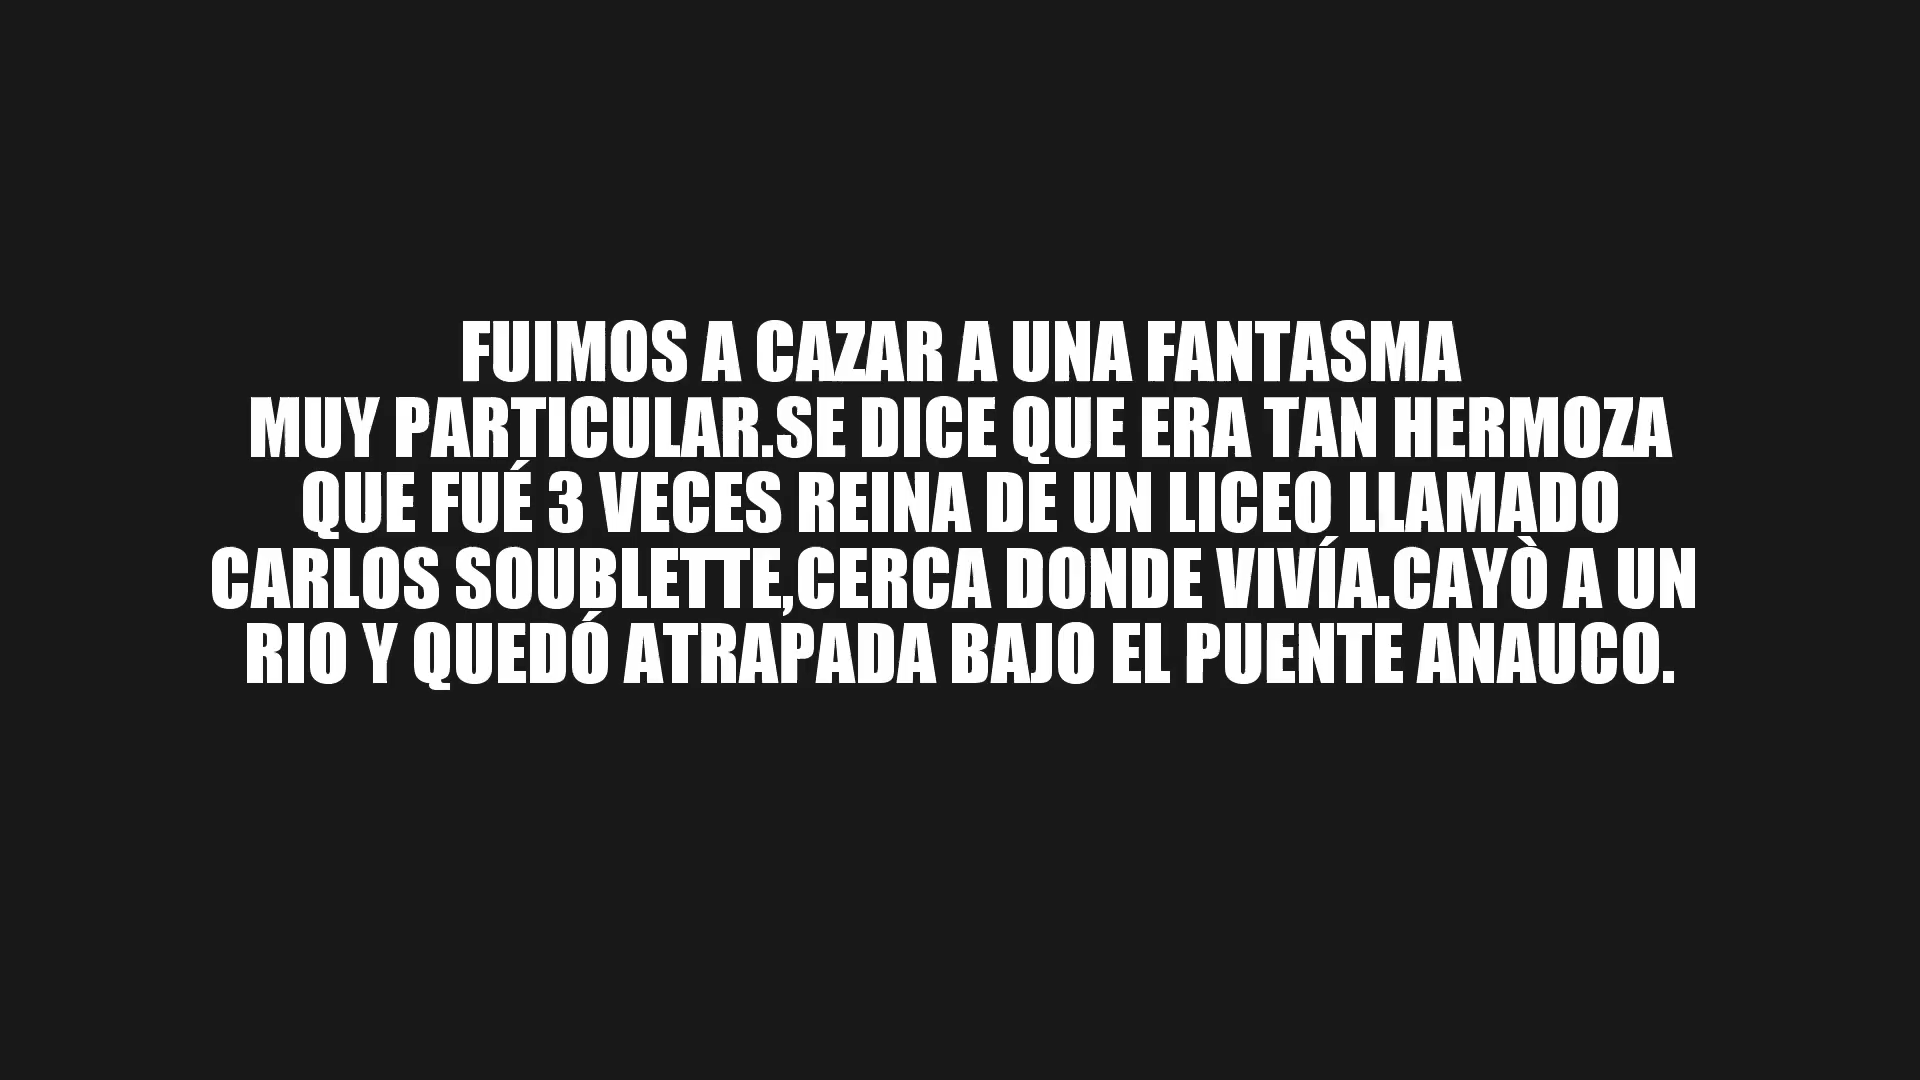 FUIMOS A CAZAR A UNA FANTASMA
MUY PARTICULAR.SE DICE QUE ERA TAN HERMOZA
QUE FUÉ 3 VECES REINA DE UN LICEO LLAMADO
CARLOS SOUBLETTE,CERCA DONDE VIVÍA.CAYÒ A UN
RIO Y QUEDÓ ATRAPADA BAJO EL PUENTE ANAUCO.